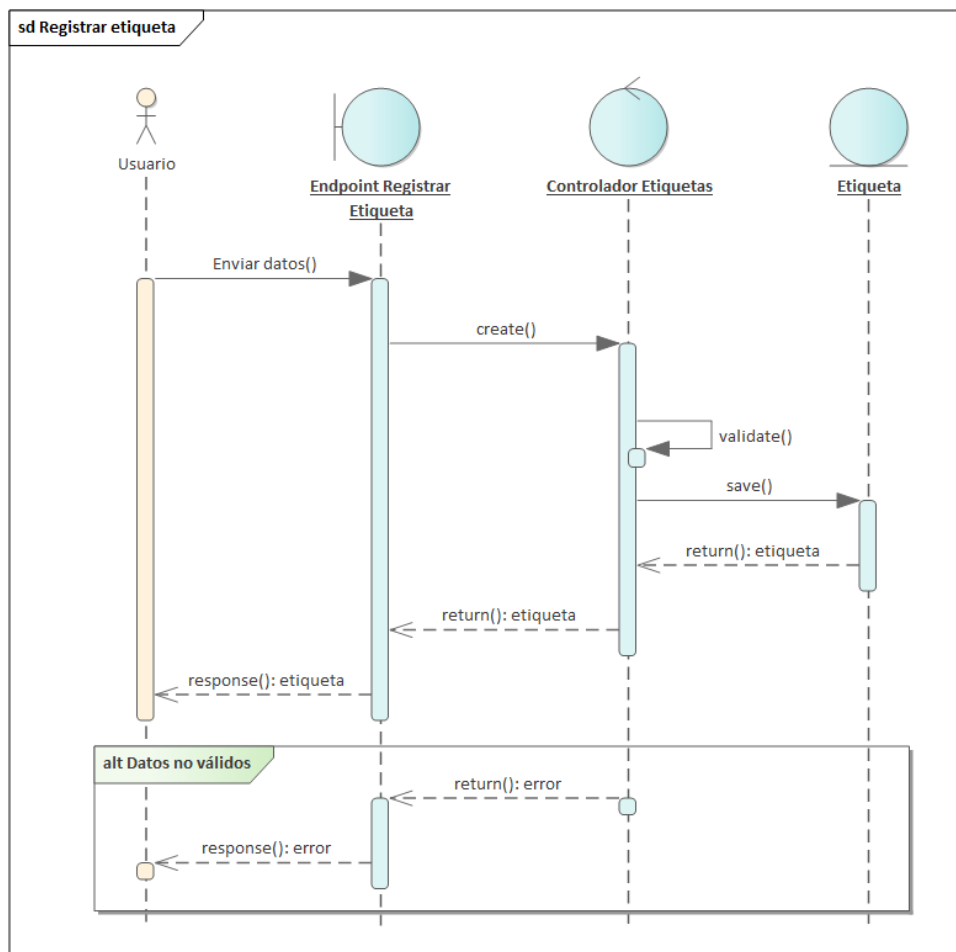 sd Registrar etiqueta
Usuario
Endpoint Registrar
Etiqueta
Controlador Etiquetas
Etiqueta
Enviar datos()
create()
validate()
save()
return(): etiqueta
return(): etiqueta
response(): etiqueta
alt Datos no válidos
return(): error
response(): error